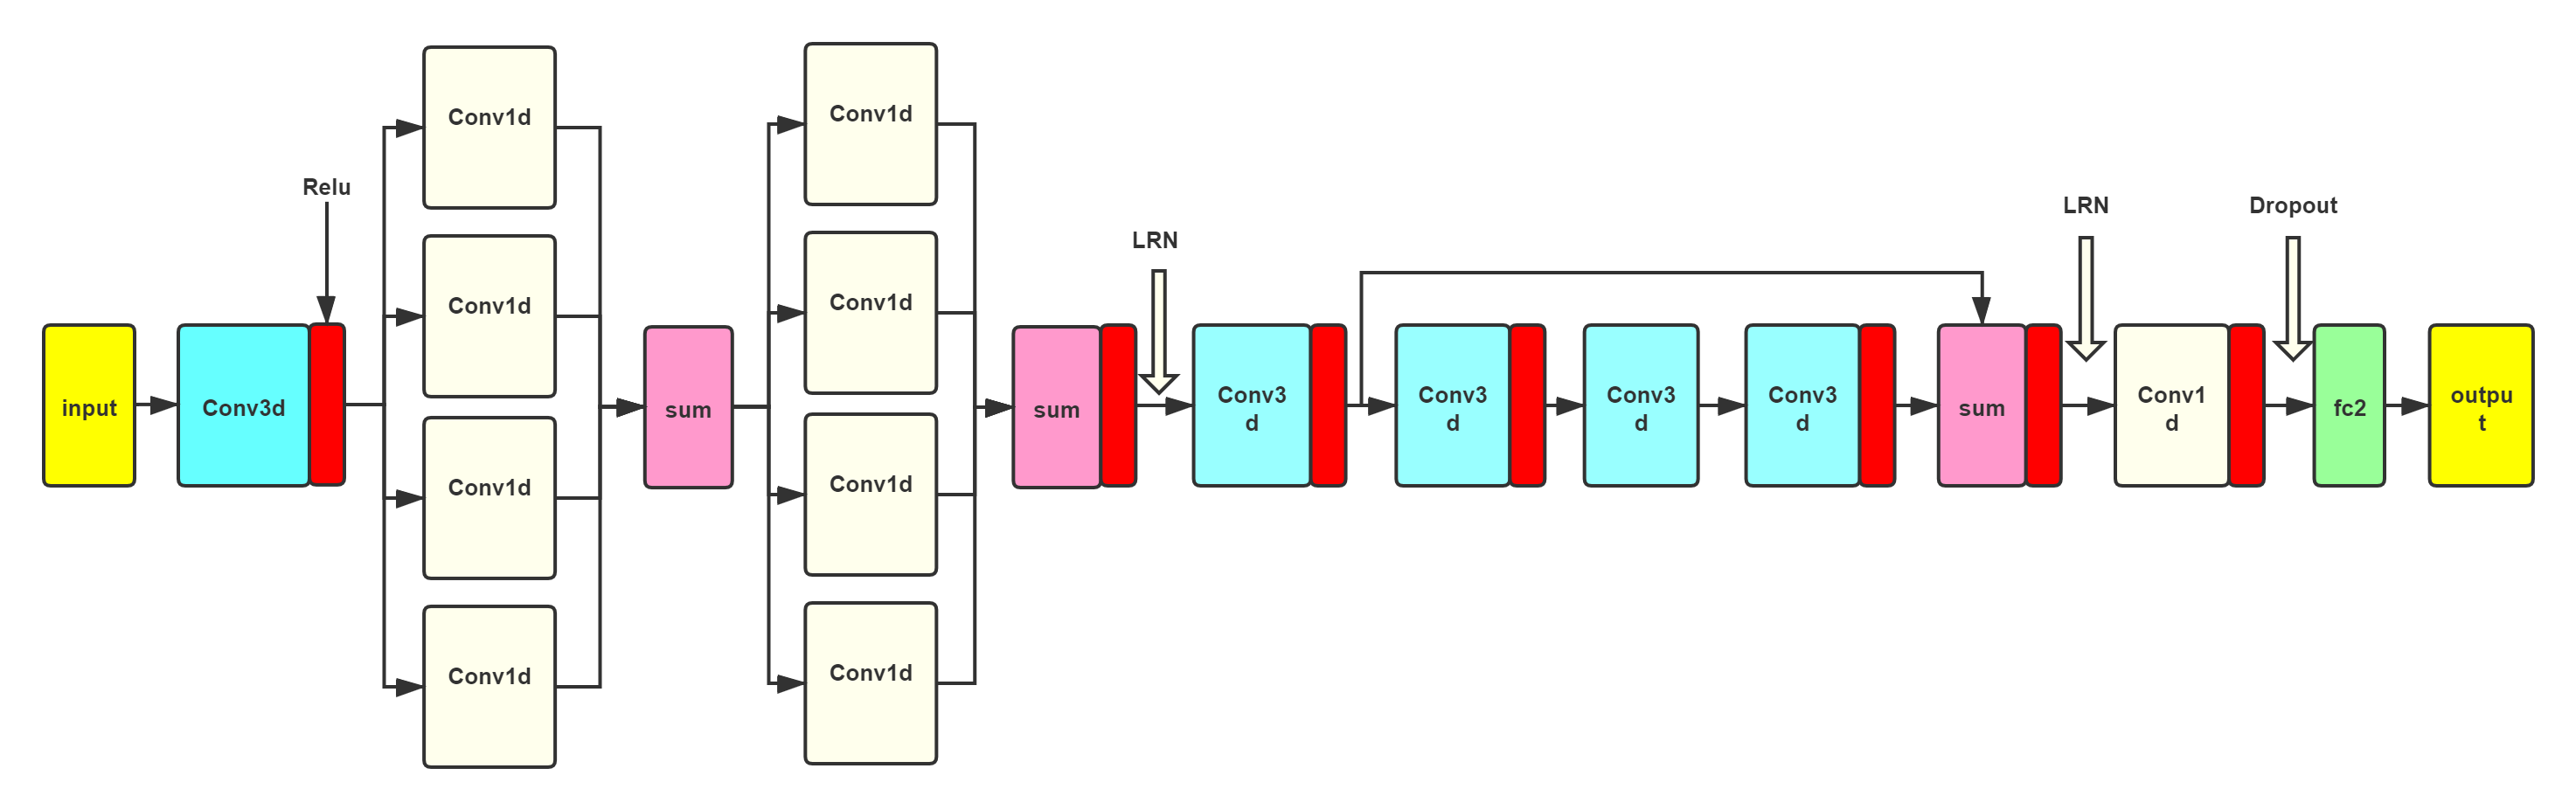 input
Conv3d
Relu
Conv1d
Conv1d
Conv1d
Conv1d
sum
Conv1d
Conv1d
Conv1d
Conv1d
sum
LRN
Conv3
d
Conv3
d
Conv3
d
Conv3
d
sum
LRN
Conv1
d
Dropout
fc2
outpu
t